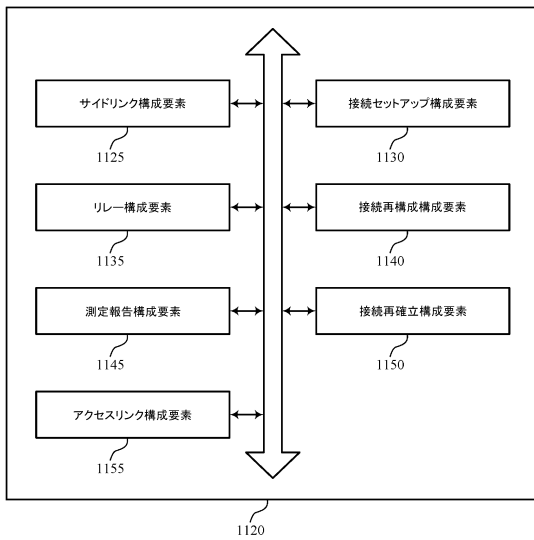 サイドリンク構成要素
1125
接続セットアップ構成要素
1130
リレー構成要素
1135
接続再構成構成要素
1140
測定報告構成要素
1145
接続再確立構成要素
1150
アクセスリンク構成要素
1155
1120